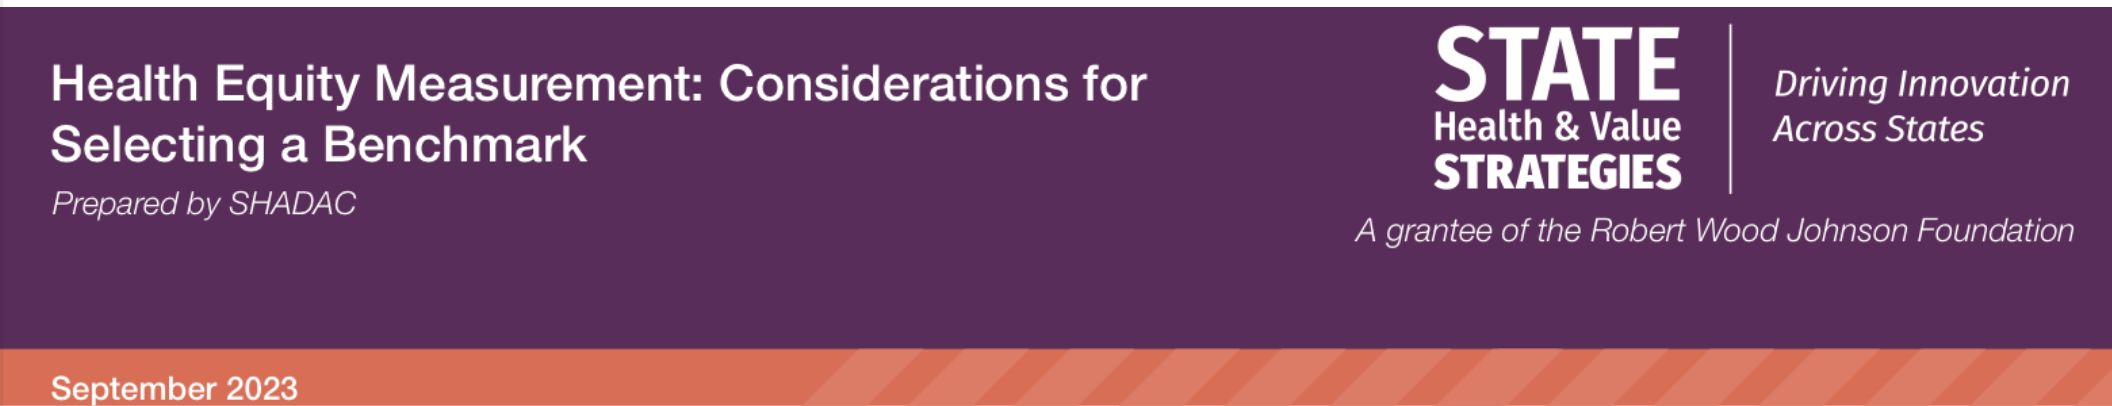 Health Equity Measurement: Considerations for
Selecting a Benchmark
Prepared by SHADAC
STATE
Health & Value
STRATEGIES
Driving Innovation
Across States
A grantee of the Robert Wood Johnson Foundation
September 2023